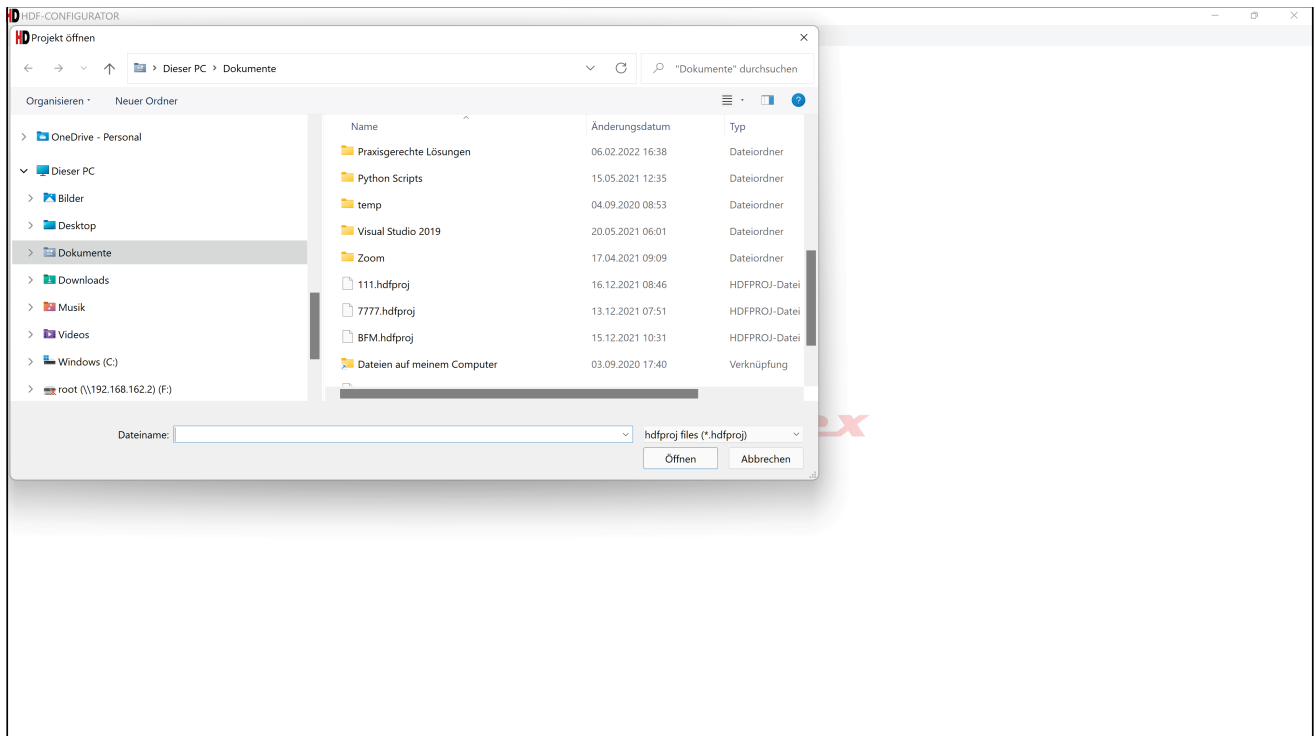 HD HDF-CONFIGURATOR
HD Projekt öffnen
Dieser PC > Dokumente
"Dokumente" durchsuchen
Organisieren
Neuer Ordner
OneDrive - Personal
Dieser PC
Bilder
Desktop
Dokumente
Downloads
Musik
Videos
Windows (C:)
root (\\192.168.162.2) (F:)
Name Änderungsdatum Typ
Praxisgerechte Lösungen 06.02.2022 16:38 Dateiordner
Python Scripts 15.05.2021 12:35 Dateiordner
temp 04.09.2020 08:53 Dateiordner
Visual Studio 2019 20.05.2021 06:01 Dateiordner
Zoom 17.04.2021 09:09 Dateiordner
111.hdfproj 16.12.2021 08:46 HDFPROJ-Datei
7777.hdfproj 13.12.2021 07:51 HDFPROJ-Datei
BFM.hdfproj 15.12.2021 10:31 HDFPROJ-Datei
Dateien auf meinem Computer 03.09.2020 17:40 Verknüpfung
Dateiname:
hdfproj files (*.hdfproj)
Öffnen
Abbrechen